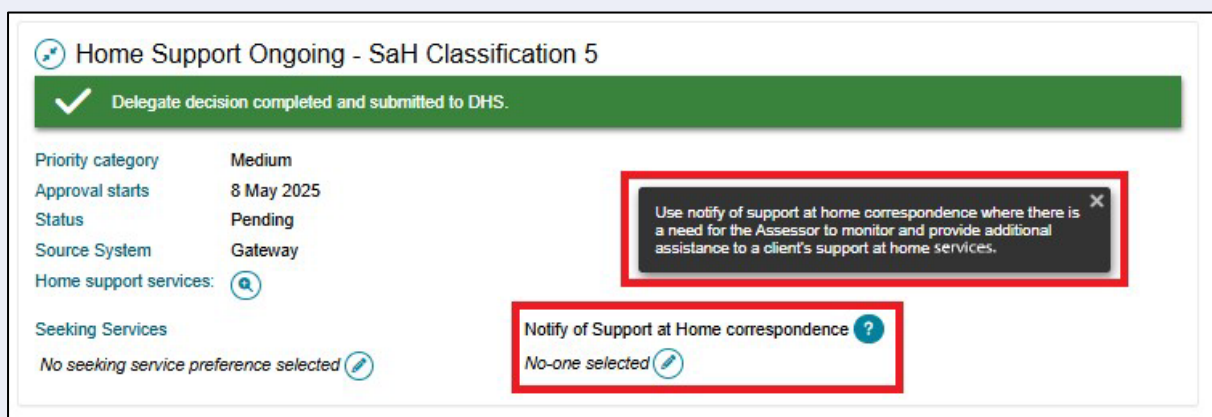 Home Support Ongoing - SaH Classification 5
Delegate decision completed and submitted to DHS.
Priority category Medium
Approval starts 8 May 2025
Status Pending
Source System Gateway
Home support services:
Use notify of support at home correspondence where there is
a need for the Assessor to monitor and provide additional
assistance to a client's support at home services.
Seeking Services
No seeking service preference selected
Notify of Support at Home correspondence ?
No-one selected